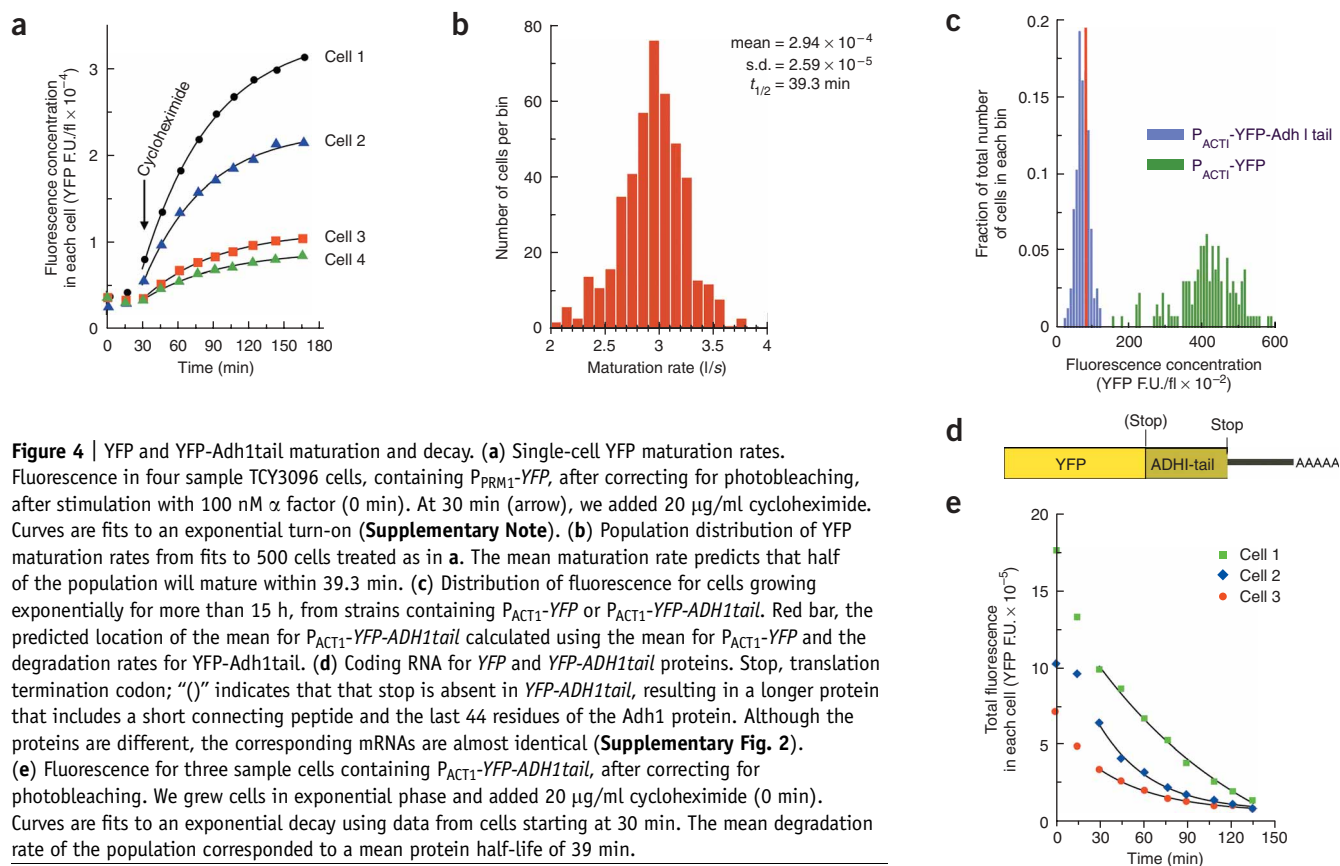 a
Fluorescence concentration
in each cell (YFP F.U./fl × 10⁻⁴)
3
2
1
0
Cycloheximide
Cell 1
Cell 2
Cell 3
Cell 4
0 30 60 90 120 150 180
Time (min)
b
Number of cells per bin
80
60
40
20
0
mean = 2.94 × 10⁻⁴
s.d. = 2.59 × 10⁻⁵
t1/2 = 39.3 min
2 2.5 3 3.5 4
Maturation rate (l/s)
c
Fraction of total number
of cells in each bin
0.2
0.15
0.1
0.05
0
PACTI-YFP-Adh I tail
PACTI-YFP
0 200 400 600
Fluorescence concentration
(YFP F.U./fl × 10⁻²)
d
(Stop)
Stop
YFP
ADHI-tail
AAAAA
e
Total fluorescence
in each cell (YFP F.U. × 10⁻⁵)
20
15
10
5
0
Cell 1
Cell 2
Cell 3
0 30 60 90 120 150
Time (min)
Figure 4 | YFP and YFP-Adh1tail maturation and decay. (a) Single-cell YFP maturation rates.
Fluorescence in four sample TCY3096 cells, containing PPRM1-YFP, after correcting for photobleaching,
after stimulation with 100 nM α factor (0 min). At 30 min (arrow), we added 20 μg/ml cycloheximide.
Curves are fits to an exponential turn-on (Supplementary Note). (b) Population distribution of YFP
maturation rates from fits to 500 cells treated as in a. The mean maturation rate predicts that half
of the population will mature within 39.3 min. (c) Distribution of fluorescence for cells growing
exponentially for more than 15 h, from strains containing PACT1-YFP or PACT1-YFP-ADH1tail. Red bar, the
predicted location of the mean for PACT1-YFP-ADH1tail calculated using the mean for PACT1-YFP and the
degradation rates for YFP-Adh1tail. (d) Coding RNA for YFP and YFP-ADH1tail proteins. Stop, translation
termination codon; “()” indicates that that stop is absent in YFP-ADH1tail, resulting in a longer protein
that includes a short connecting peptide and the last 44 residues of the Adh1 protein. Although the
proteins are different, the corresponding mRNAs are almost identical (Supplementary Fig. 2).
(e) Fluorescence for three sample cells containing PACT1-YFP-ADH1tail, after correcting for
photobleaching. We grew cells in exponential phase and added 20 μg/ml cycloheximide (0 min).
Curves are fits to an exponential decay using data from cells starting at 30 min. The mean degradation
rate of the population corresponded to a mean protein half-life of 39 min.